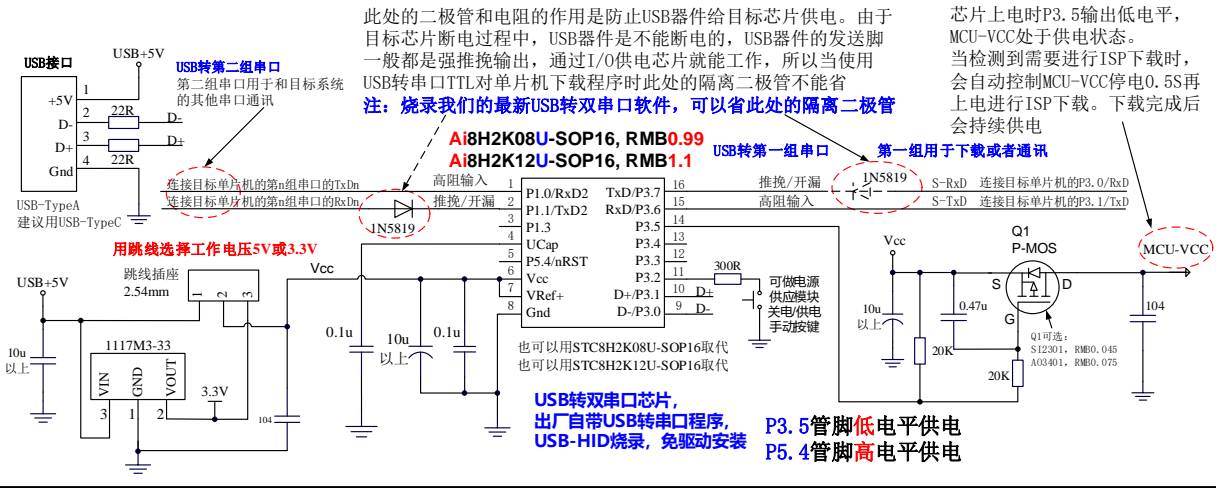 此处的二极管和电阻的作用是防止USB器件给目标芯片供电。由于
目标芯片断电过程中，USB器件是不能断电的，USB器件的发送脚
一般都是强推挽输出，通过I/O供电芯片就能工作，所以当使用
USB转串口TTL对单片机下载程序时此处的隔离二极管不能省
注：烧录我们的最新USB转双串口软件，可以省此处的隔离二极管
芯片上电时P3.5输出低电平，
MCU-VCC处于供电状态。
当检测到需要进行ISP下载时，
会自动控制MCU-VCC停电0.5S再
上电进行ISP下载。下载完成后
会持续供电
USB接口
USB+5V
+5V
1
D-
2
22R
D-
D+
3
22R
D+
Gnd
4
USB-TypeA
建议用USB-TypeC
USB转第二组串口
第二组串口用于和目标系统
的其他串口通讯
Ai8H2K08U-SOP16, RMB0.99
Ai8H2K12U-SOP16, RMB1.1
USB转第一组串口
第一组用于下载或者通讯
连接目标单片机的第n组串口的TxDn
高阻输入
连接目标单片机的第n组串口的RxDn
推挽/开漏
1N5819
1 P1.0/RxD2
2 P1.1/TxD2
3 P1.3
4 UCap
5 P5.4/nRST
6 Vcc
7 VRef+
8 Gnd
TxD/P3.7 16
RxD/P3.6 15
P3.5 14
P3.4 13
P3.3 12
P3.2 11
D+/P3.1 10 D+
D-/P3.0 9 D-
推挽/开漏
1N5819
S-RxD
连接目标单片机的P3.0/RxD
高阻输入
S-TxD
连接目标单片机的P3.1/TxD
300R
可做电源
供应模块
关电/供电
手动按键
也可以用STC8H2K08U-SOP16取代
也可以用STC8H2K12U-SOP16取代
用跳线选择工作电压5V或3.3V
USB+5V
跳线插座
2.54mm
1
2
3
Vcc
10u
以上
1117M3-33
VIN
GND
VOUT
3
1
2
3.3V
104
0.1u
10u
以上
0.1u
USB转双串口芯片，
出厂自带USB转串口程序，
USB-HID烧录，免驱动安装
Vcc
10u
以上
0.47u
20K
20K
Q1
P-MOS
S
D
G
Q1可选：
SI2301, RMB0.045
AO3401, RMB0.075
MCU-VCC
104
P3.5管脚低电平供电
P5.4管脚高电平供电